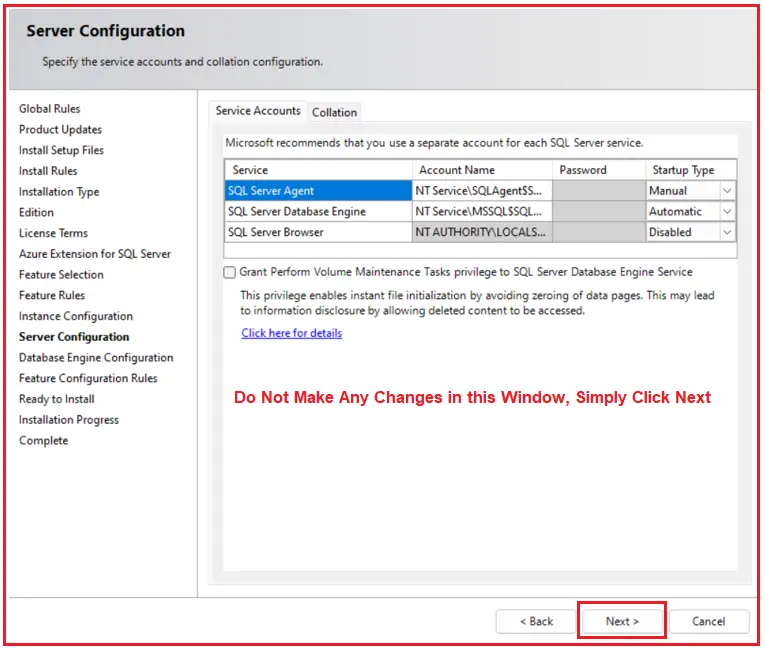 Server Configuration
Specify the service accounts and collation configuration.
Global Rules
Product Updates
Install Setup Files
Install Rules
Installation Type
Edition
License Terms
Azure Extension for SQL Server
Feature Selection
Feature Rules
Instance Configuration
Server Configuration
Database Engine Configuration
Feature Configuration Rules
Ready to Install
Installation Progress
Complete
Service Accounts Collation
Microsoft recommends that you use a separate account for each SQL Server service.
Service Account Name Password Startup Type
SQL Server Agent NT Service\SQLAgent$S... Manual
SQL Server Database Engine NT Service\MSSQL$SQL... Automatic
SQL Server Browser NT AUTHORITY\LOCALS... Disabled
Grant Perform Volume Maintenance Tasks privilege to SQL Server Database Engine Service
This privilege enables instant file initialization by avoiding zeroing of data pages. This may lead
to information disclosure by allowing deleted content to be accessed.
Click here for details
Do Not Make Any Changes in this Window, Simply Click Next
< Back Next > Cancel